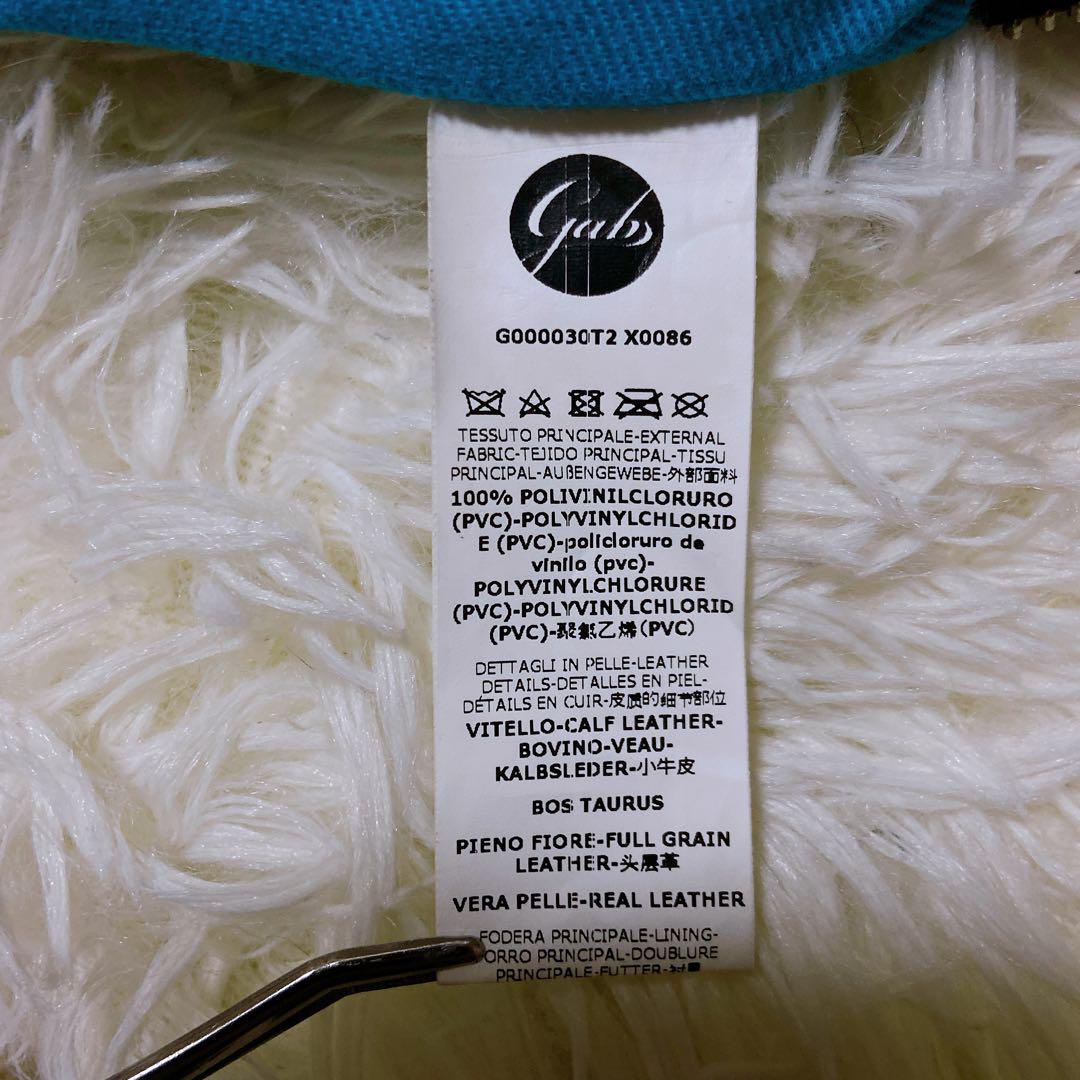 Gabs
G000030T2 X0086
TESSUTO PRINCIPALE-EXTERNAL
FABRIC-TEJIDO PRINCIPAL-TISSU
PRINCIPAL-AUßENGEWEBE-外部面料
100% POLIVINILCLORURO
(PVC)-POLYVINYLCHLORID
E (PVC)-policloruro de
vinilo (pvc)-
POLYVINYLCHLORURE
(PVC)-POLYVINYLCHLORID
(PVC)-聚氯乙烯(PVC)
DETTAGLI IN PELLE-LEATHER
DETAILS-DETALLES EN PIEL-
DÉTAILS EN CUIR-皮质的细节部位
VITELLO-CALF LEATHER-
BOVINO-VEAU-
KALBSLEDER-小牛皮
BOS TAURUS
PIENO FIORE-FULL GRAIN
LEATHER-头层革
VERA PELLE-REAL LEATHER
FODERA PRINCIPALE-LINING-
ORRO PRINCIPAL-DOUBLURE
PRINCIPALE-FUTTER-